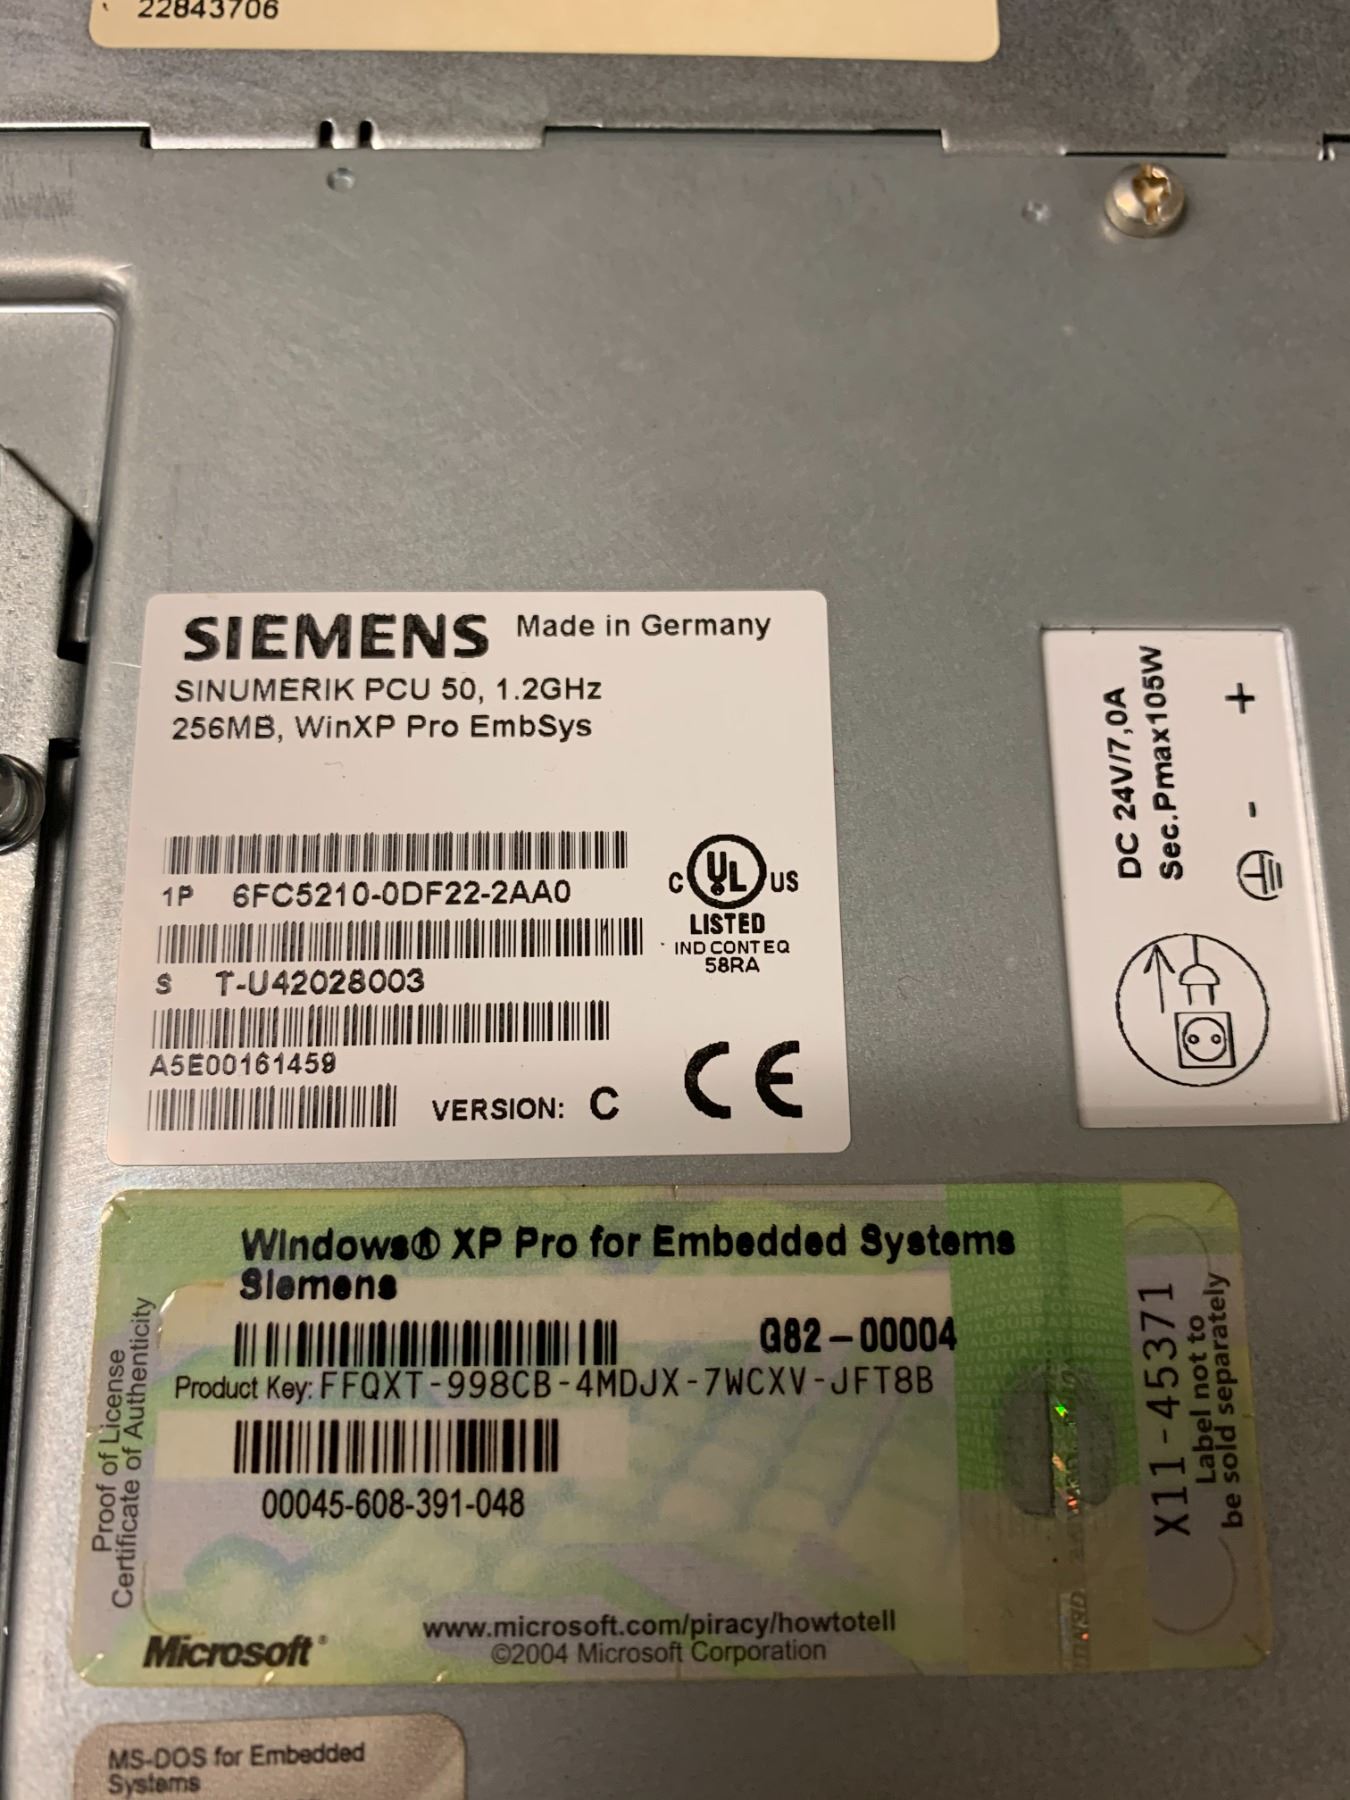 22843706
SIEMENS Made in Germany
SINUMERIK PCU 50, 1.2GHz
256MB, WinXP Pro EmbSys
1P 6FC5210-0DF22-2AA0
S T-U42028003
A5E00161459
VERSION: C
C UL US
LISTED
IND CONT EQ
58RA
CE
DC 24V/7,0A
Sec.Pmax105W
+
-
Windows® XP Pro for Embedded Systems
Siemens
G82-00004
Product Key: FFQXT-998CB-4MDJX-7WCXV-JFT8B
00045-608-391-048
Proof of License
Certificate of Authenticity
www.microsoft.com/piracy/howtotell
©2004 Microsoft Corporation
Microsoft®
X11-45371
Label not to
be sold separately
MS-DOS for Embedded
Systems